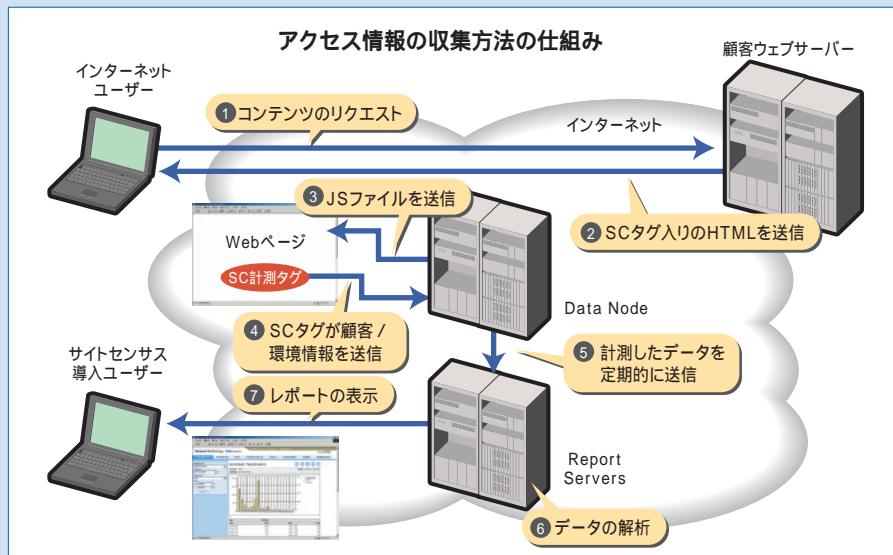 アクセス情報の収集方法の仕組み
顧客ウェブサーバー
インターネット
ユーザー
1 コンテンツのリクエスト
インターネット
3 JSファイルを送信
2 SCタグ入りのHTMLを送信
Webページ
SC計測タグ
Data Node
4 SCタグが顧客/
環境情報を送信
5 計測したデータを
定期的に送信
サイトセンサス
導入ユーザー
7 レポートの表示
Report
Servers
6 データの解析